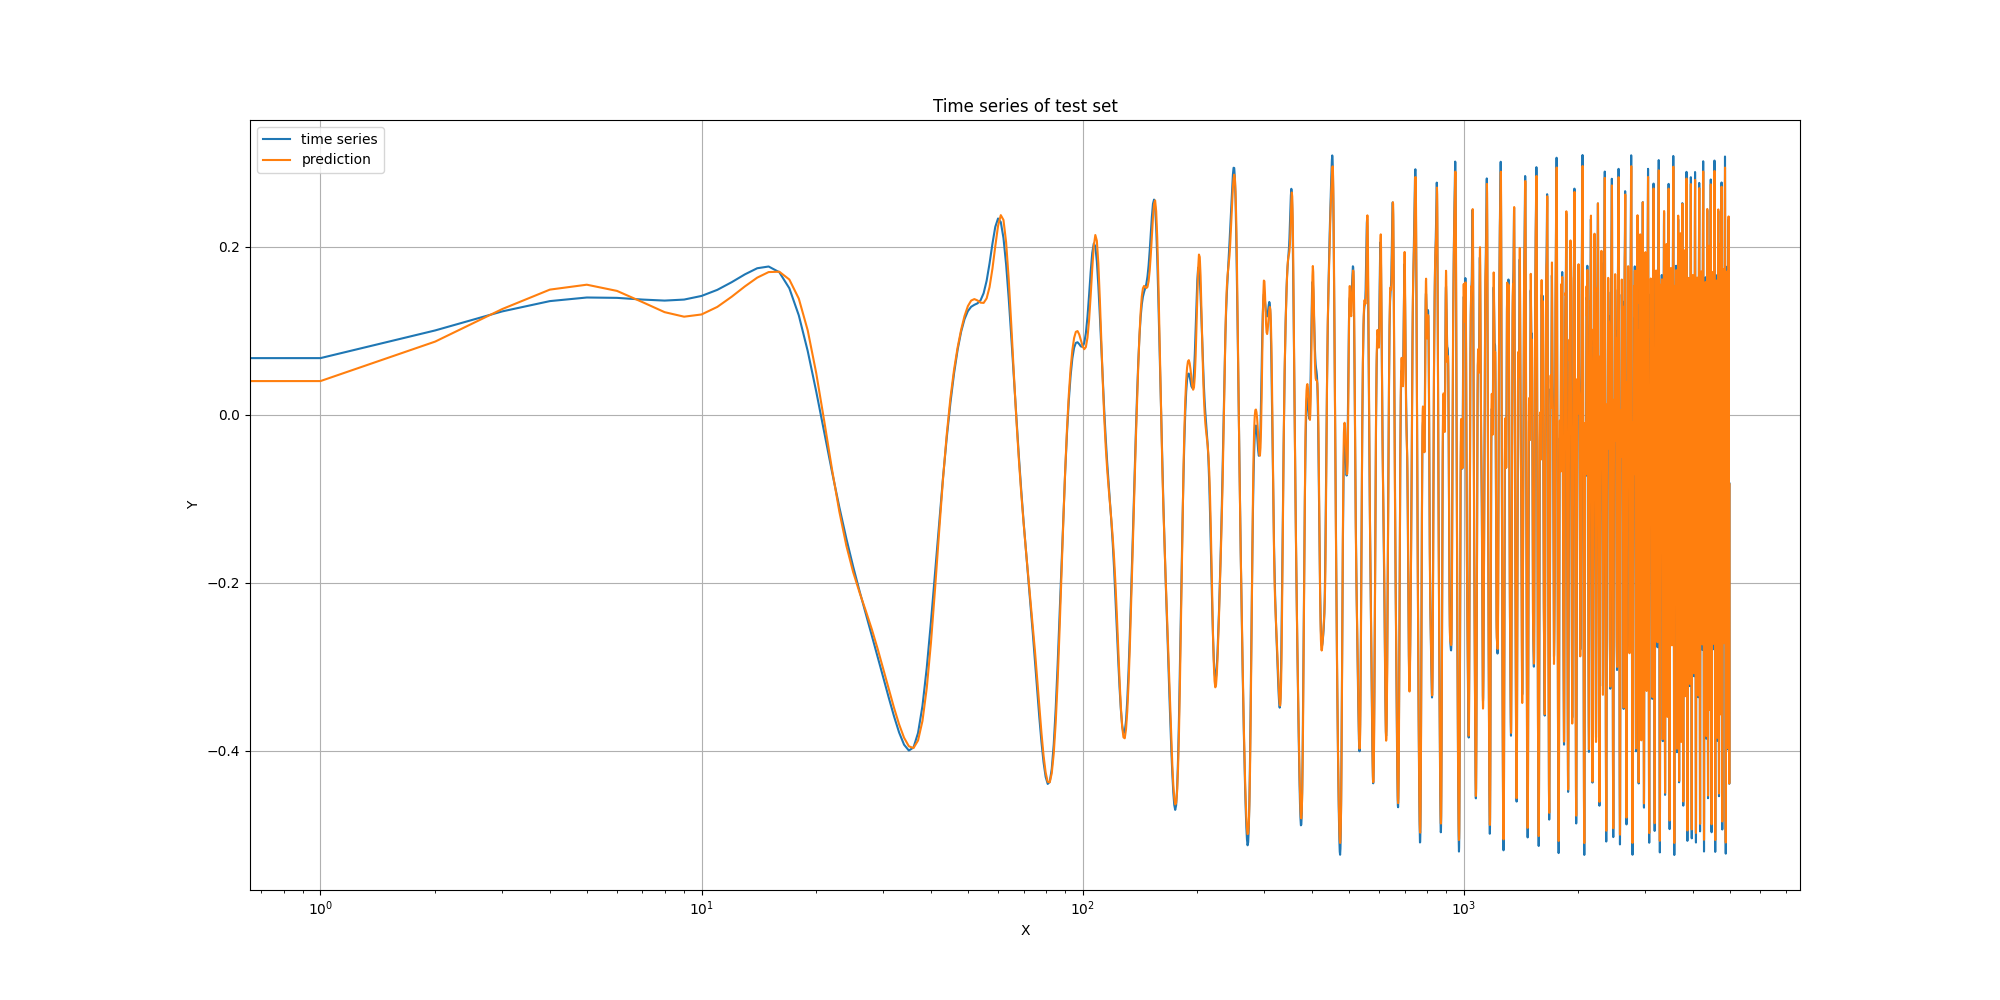 Time series of test set
time series
prediction
0.2
0.0
−0.2
−0.4
Y
10⁰ 10¹ 10² 10³
X